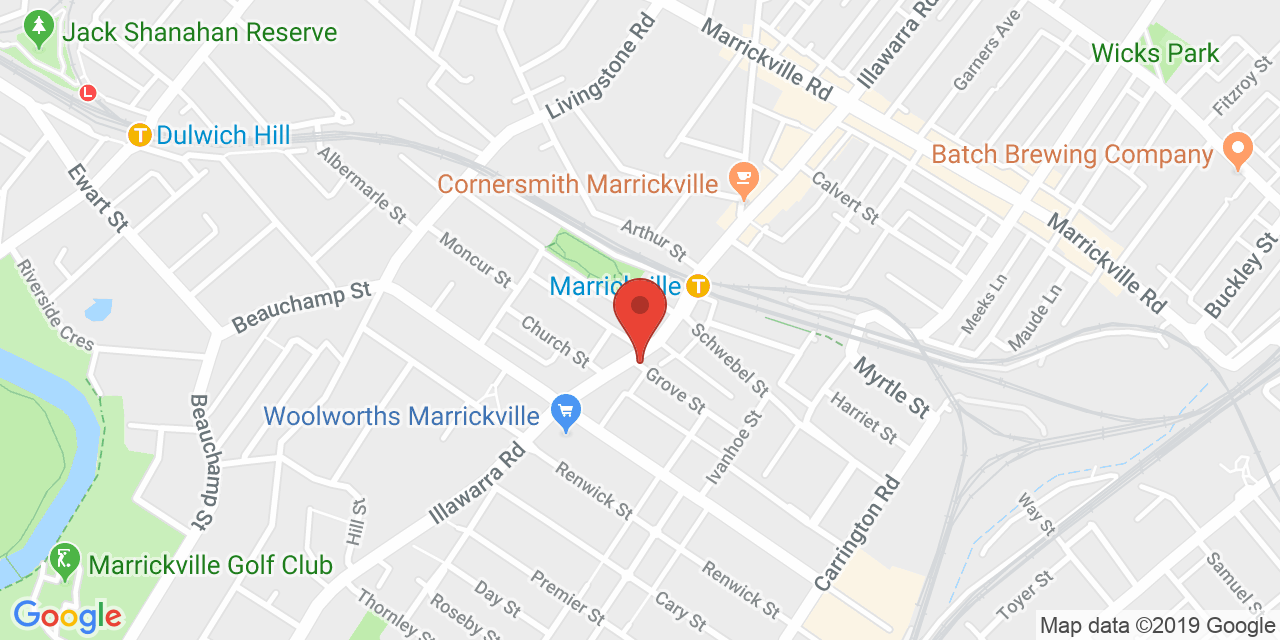 Jack Shanahan Reserve
Livingstone Rd
Marrickville Rd
Illawarra Rd
Garners Ave
Wicks Park
Fitzroy St
L
T Dulwich Hill
Batch Brewing Company
Albermarle St
Cornersmith Marrickville
Calvert St
Ewart St
Arthur St
Marrickville Rd
Moncur St
Buckley St
Riverside Cres
Beauchamp St
Marrickville T
Meeks Ln
Maude Ln
Church St
Schwebel St
Grove St
Myrtle St
Harriet St
Woolworths Marrickville
Beauchamp St
Ivanhoe St
Illawarra Rd
Renwick St
Carrington Rd
Hill St
Way St
Marrickville Golf Club
Thornley St
Roseby St
Day St
Premier St
Cary St
Renwick St
Toyer St
Samuel S
Google
Map data ©2019 Google